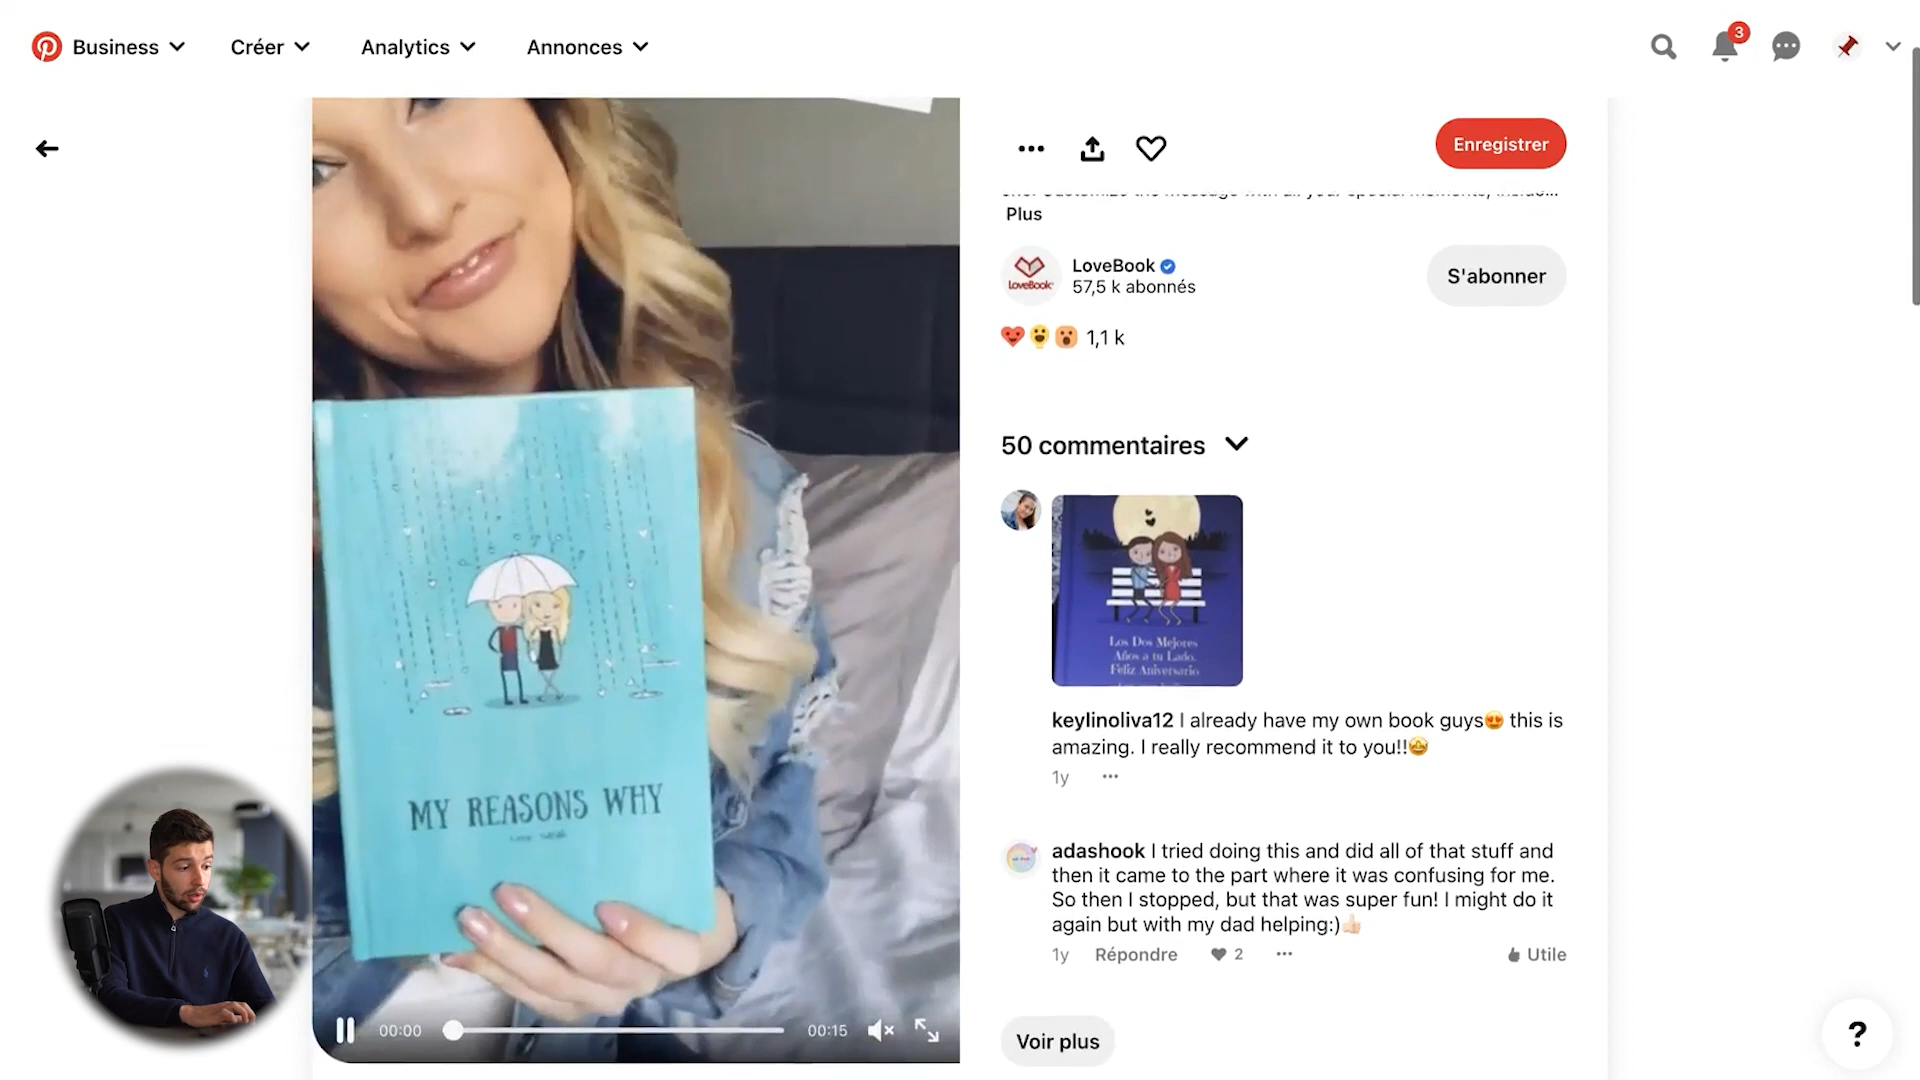 Business
Créer
Analytics
Annonces
3
Enregistrer
Plus
LoveBook
LoveBook
57,5 k abonnés
S'abonner
1,1 k
50 commentaires
Los Dos Mejores
Años a tu Lado.
Feliz Aniversario
keylinoliva12 I already have my own book guys😍 this is
amazing. I really recommend it to you!!🤩
1y
adashook I tried doing this and did all of that stuff and
then it came to the part where it was confusing for me.
So then I stopped, but that was super fun! I might do it
again but with my dad helping:)👍🏻
1y Répondre 2 Utile
Voir plus
MY REASONS WHY
00:00
00:15
?